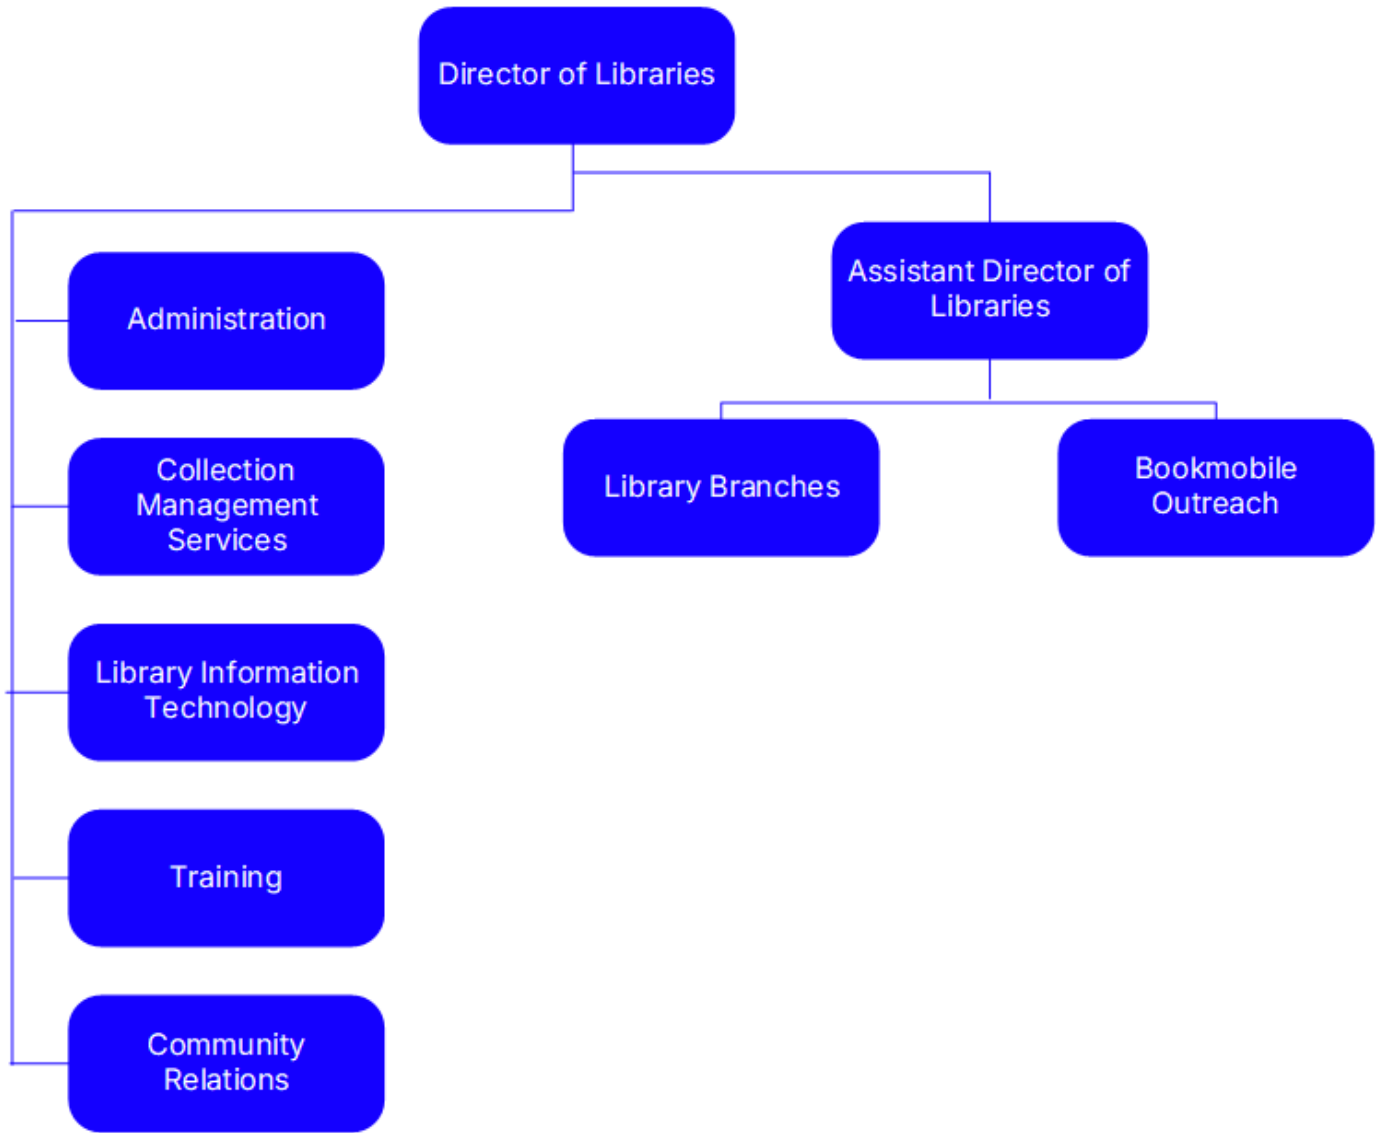 Director of Libraries
Assistant Director of
Libraries
Administration
Collection
Management
Services
Library Branches
Bookmobile
Outreach
Library Information
Technology
Training
Community
Relations